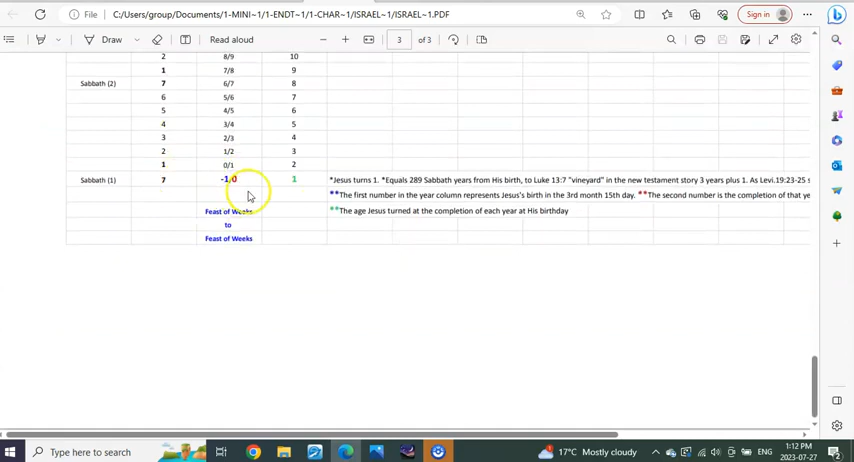 File
C:/Users/group/Documents/1-MINI~1/1-ENDT~1/1-CHAR~1/ISRAEL~1/ISRAEL~1.PDF
Sign in
Draw
Read aloud
3 of 3
2 8/9 10
1 7/8 9
Sabbath (2) 7 6/7 8
6 5/6 7
5 4/5 6
4 3/4 5
3 2/3 4
2 1/2 3
1 0/1 2
Sabbath (1) 7 -1/0 1 *Jesus turns 1. *Equals 289 Sabbath years from His birth, to Luke 13:7 "vineyard" in the new testament story 3 years plus 1. As Levi.19:23-25 s
**The first number in the year column represents Jesus's birth in the 3rd month 15th day. **The second number is the completion of that ye
Feast of Weeks **The age Jesus turned at the completion of each year at His birthday
to
Feast of Weeks
Type here to search
17°C Mostly cloudy
ENG
1:12 PM
2023-07-27
2